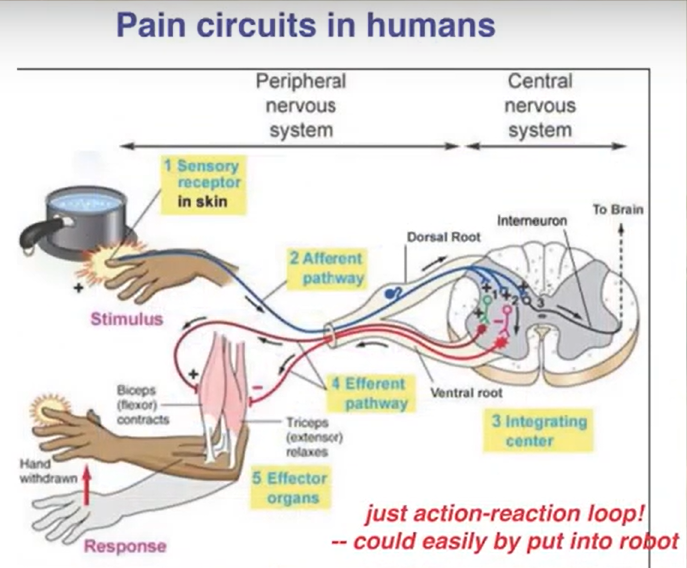 Pain circuits in humans
Peripheral
nervous
system
Central
nervous
system
1 Sensory
receptor
in skin
To Brain
Interneuron
Dorsal Root
2 Afferent
pathway
+
Stimulus
+
1
+
2
+
3
+
-
-
+
-
4 Efferent
pathway
Ventral root
Biceps
(flexor)
contracts
Triceps
(extensor)
relaxes
3 Integrating
center
Hand
withdrawn
5 Effector
organs
Response
just action-reaction loop!
-- could easily by put into robot